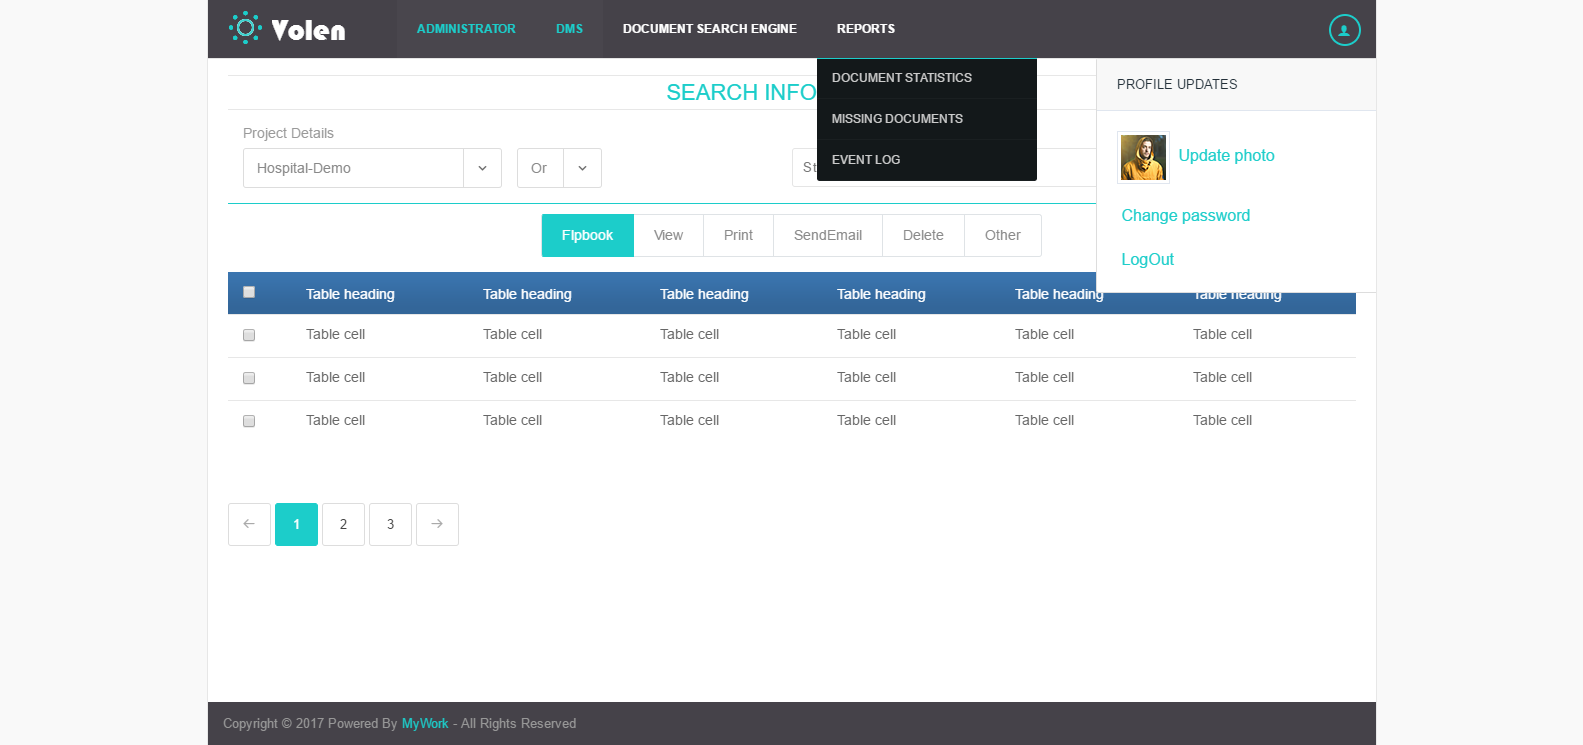 Volen
ADMINISTRATOR DMS DOCUMENT SEARCH ENGINE REPORTS
DOCUMENT STATISTICS
MISSING DOCUMENTS
EVENT LOG
PROFILE UPDATES
Update photo
Change password
LogOut
SEARCH INFO
Project Details
Hospital-Demo Or St
Flpbook View Print SendEmail Delete Other
Table heading Table heading Table heading Table heading Table heading Table heading
Table cell Table cell Table cell Table cell Table cell Table cell
Table cell Table cell Table cell Table cell Table cell Table cell
Table cell Table cell Table cell Table cell Table cell Table cell
← 1 2 3 →
Copyright © 2017 Powered By MyWork - All Rights Reserved